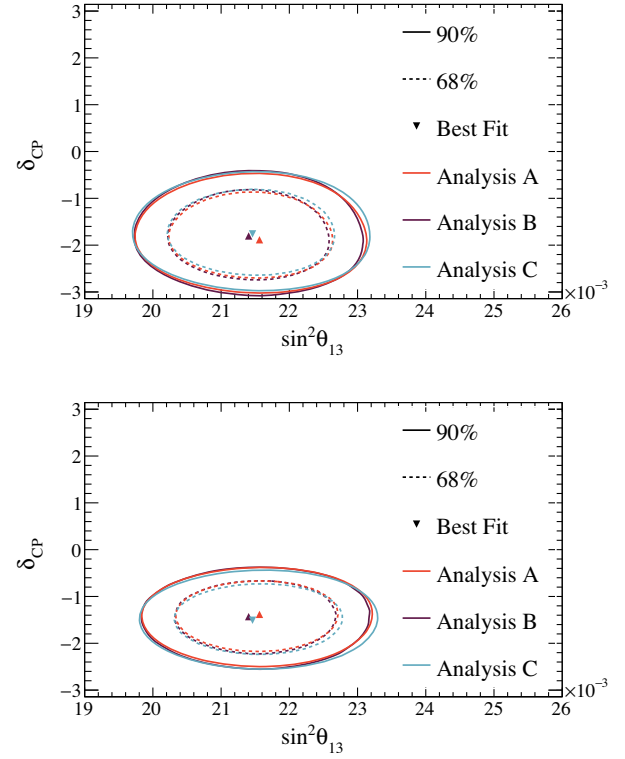 3
2
1
0
−1
−2
−3
δCP
90%
68%
Best Fit
Analysis A
Analysis B
Analysis C
19 20 21 22 23 24 25 26
×10−3
sin2θ13
3
2
1
0
−1
−2
−3
δCP
90%
68%
Best Fit
Analysis A
Analysis B
Analysis C
19 20 21 22 23 24 25 26
×10−3
sin2θ13